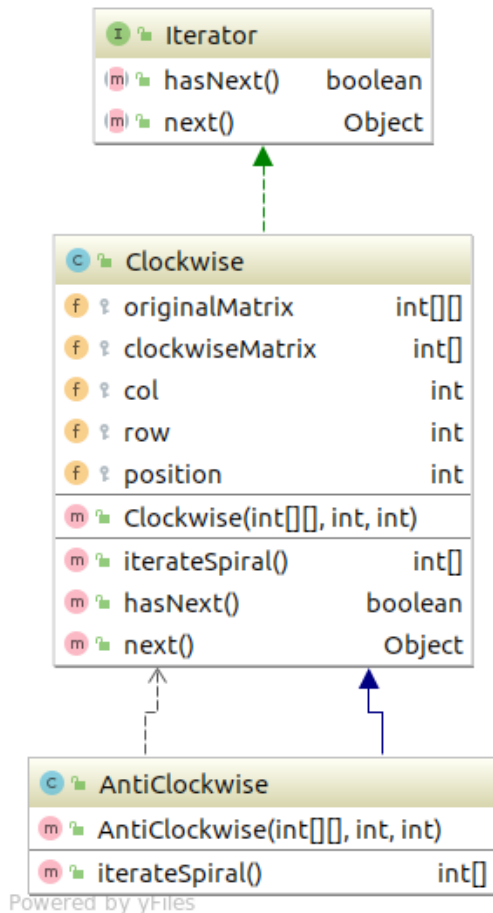 I Iterator
m hasNext() boolean
m next() Object
c Clockwise
f originalMatrix int[][]
f clockwiseMatrix int[]
f col int
f row int
f position int
m Clockwise(int[][], int, int)
m iterateSpiral() int[]
m hasNext() boolean
m next() Object
c AntiClockwise
m AntiClockwise(int[][], int, int)
m iterateSpiral() int[]
Powered by yFiles